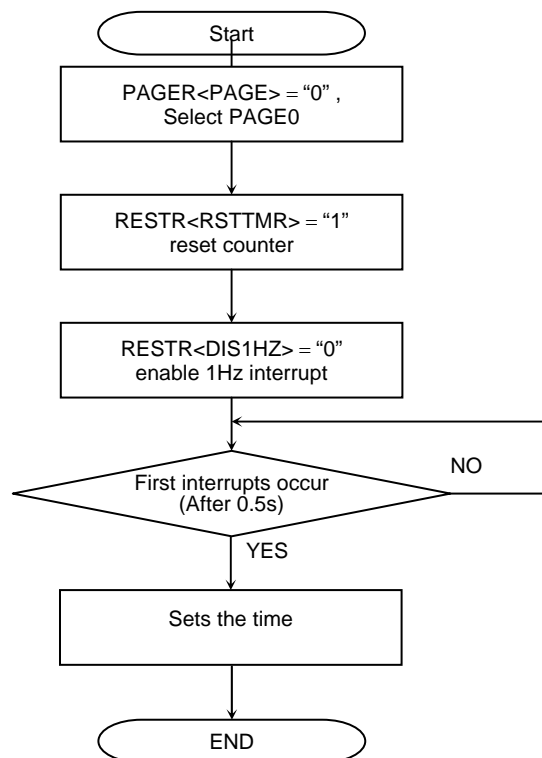 Start
PAGER<PAGE> = “0” ,
Select PAGE0
RESTR<RSTTMR> = “1”
reset counter
RESTR<DIS1HZ> = “0”
enable 1Hz interrupt
First interrupts occur
(After 0.5s)
NO
YES
Sets the time
END